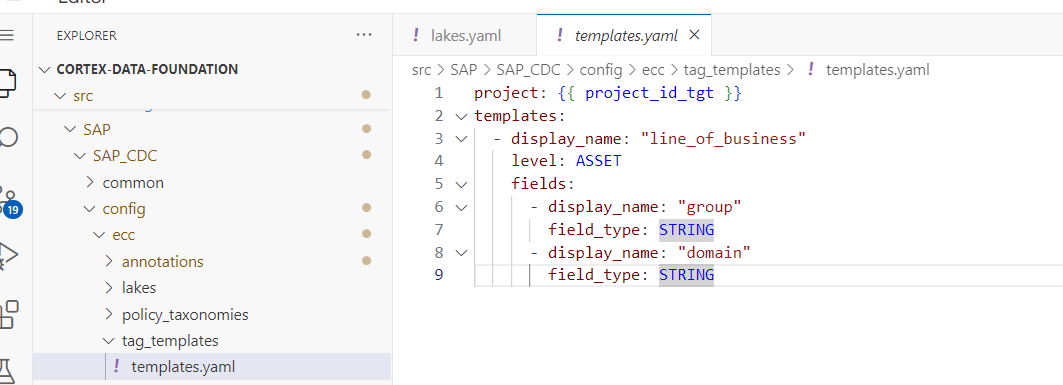 Editor
EXPLORER
...
CORTEX-DATA-FOUNDATION
src
SAP
SAP_CDC
common
config
ecc
annotations
lakes
policy_taxonomies
tag_templates
! templates.yaml
19
! lakes.yaml
! templates.yaml ×
src > SAP > SAP_CDC > config > ecc > tag_templates > ! templates.yaml
1 project: {{ project_id_tgt }}
2 templates:
3 - display_name: "line_of_business"
4 level: ASSET
5 fields:
6 - display_name: "group"
7 field_type: STRING
8 - display_name: "domain"
9 field_type: STRING